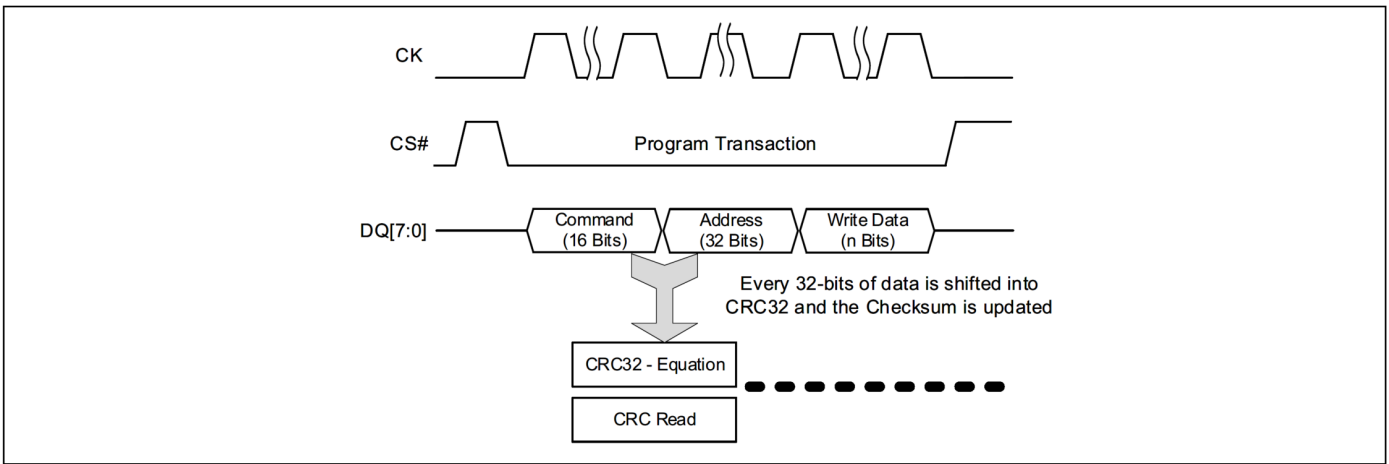 CK
CS#
Program Transaction
DQ[7:0]
Command
(16 Bits)
Address
(32 Bits)
Write Data
(n Bits)
Every 32-bits of data is shifted into
CRC32 and the Checksum is updated
CRC32 - Equation
CRC Read